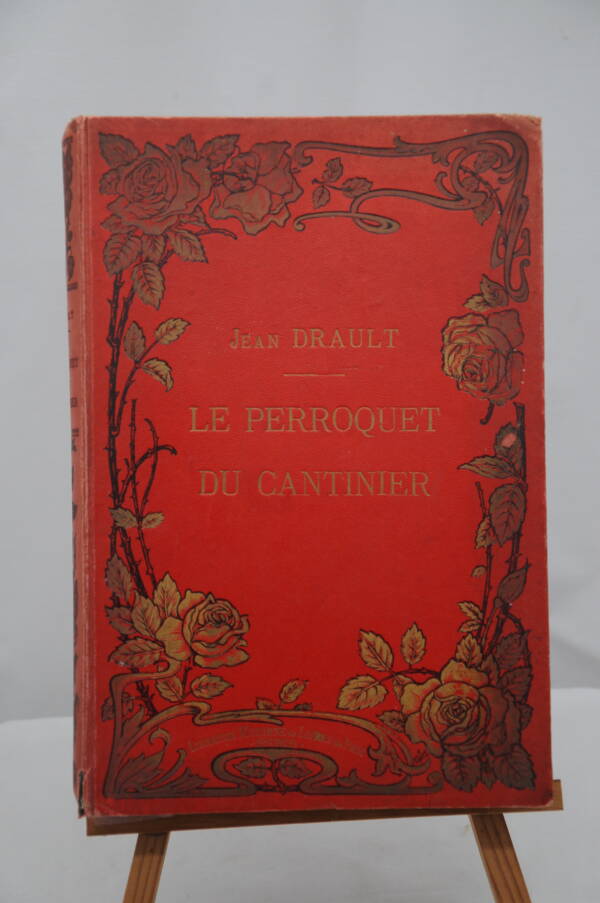 Jean DRAULT
LE PERROQUET
DU CANTINIER